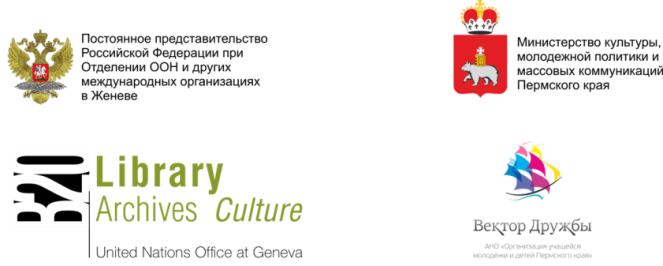 Постоянное представительство
Российской Федерации при
Отделении ООН и других
международных организациях
в Женеве
Министерство культуры,
молодежной политики и
массовых коммуникаций
Пермского края
Library
Archives Culture
United Nations Office at Geneva
Вектор Дружбы
АНО «Организация учащейся
молодёжи и детей Пермского края»